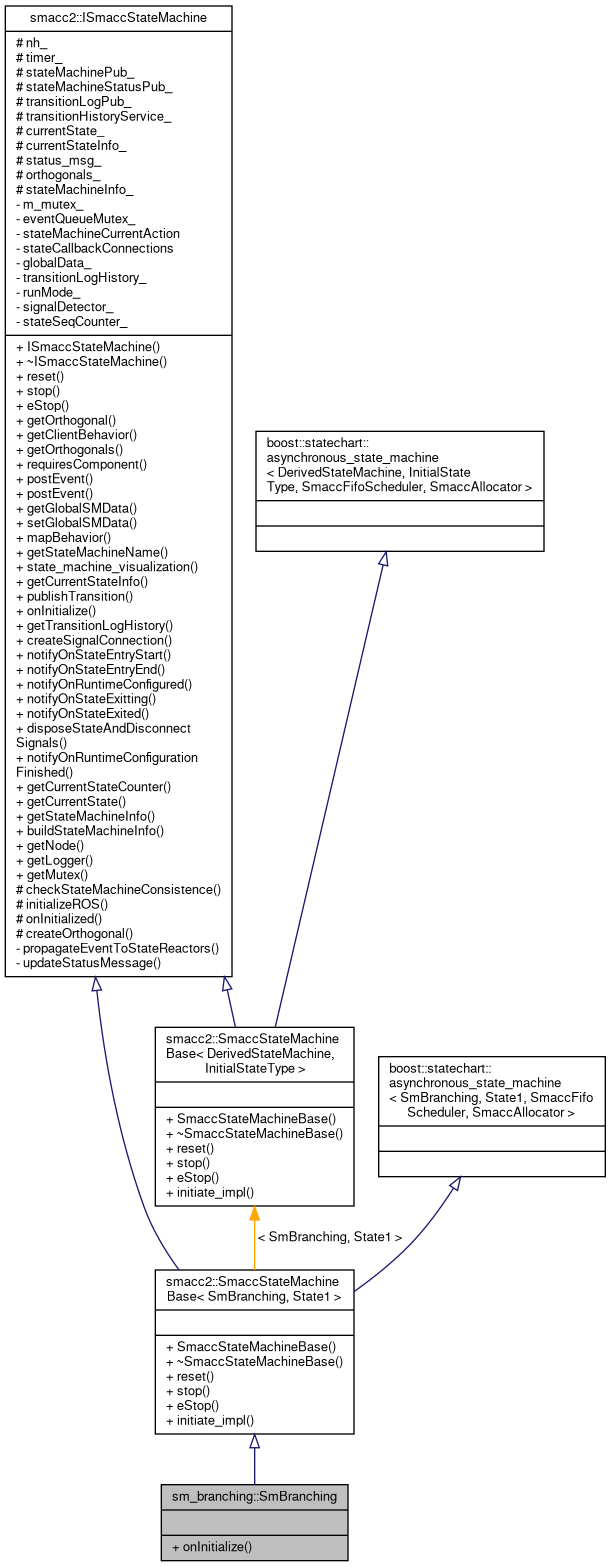 smacc2::ISmaccStateMachine
# nh_
# timer_
# stateMachinePub_
# stateMachineStatusPub_
# transitionLogPub_
# transitionHistoryService_
# currentState_
# currentStateInfo_
# status_msg_
# orthogonals_
# stateMachineInfo_
- m_mutex_
- eventQueueMutex_
- stateMachineCurrentAction
- stateCallbackConnections
- globalData_
- transitionLogHistory_
- runMode_
- signalDetector_
- stateSeqCounter_
+ ISmaccStateMachine()
+ ~ISmaccStateMachine()
+ reset()
+ stop()
+ eStop()
+ getOrthogonal()
+ getClientBehavior()
+ getOrthogonals()
+ requiresComponent()
+ postEvent()
+ postEvent()
+ getGlobalSMData()
+ setGlobalSMData()
+ mapBehavior()
+ getStateMachineName()
+ state_machine_visualization()
+ getCurrentStateInfo()
+ publishTransition()
+ onInitialize()
+ getTransitionLogHistory()
+ createSignalConnection()
+ notifyOnStateEntryStart()
+ notifyOnStateEntryEnd()
+ notifyOnRuntimeConfigured()
+ notifyOnStateExitting()
+ notifyOnStateExited()
+ disposeStateAndDisconnect
Signals()
+ notifyOnRuntimeConfiguration
Finished()
+ getCurrentStateCounter()
+ getCurrentState()
+ getStateMachineInfo()
+ buildStateMachineInfo()
+ getNode()
+ getLogger()
+ getMutex()
# checkStateMachineConsistence()
# initializeROS()
# onInitialized()
# createOrthogonal()
- propagateEventToStateReactors()
- updateStatusMessage()
boost::statechart::
asynchronous_state_machine
< DerivedStateMachine, InitialState
Type, SmaccFifoScheduler, SmaccAllocator >
smacc2::SmaccStateMachine
Base< DerivedStateMachine,
InitialStateType >
+ SmaccStateMachineBase()
+ ~SmaccStateMachineBase()
+ reset()
+ stop()
+ eStop()
+ initiate_impl()
boost::statechart::
asynchronous_state_machine
< SmBranching, State1, SmaccFifo
Scheduler, SmaccAllocator >
< SmBranching, State1 >
smacc2::SmaccStateMachine
Base< SmBranching, State1 >
+ SmaccStateMachineBase()
+ ~SmaccStateMachineBase()
+ reset()
+ stop()
+ eStop()
+ initiate_impl()
sm_branching::SmBranching
+ onInitialize()